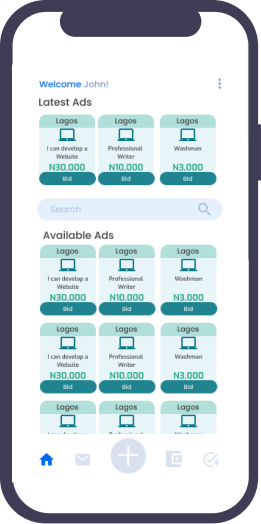 Welcome John!
Latest Ads
Lagos Lagos Lagos
I can develop a Website Professional Writer Washman
N30,000 N10,000 N3,000
Bid Bid Bid
Search
Available Ads
Lagos Lagos Lagos
I can develop a Website Professional Writer Washman
N30,000 N10,000 N3,000
Bid Bid Bid
Lagos Lagos Lagos
I can develop a Website Professional Writer Washman
N30,000 N10,000 N3,000
Bid Bid Bid
Lagos Lagos Lagos